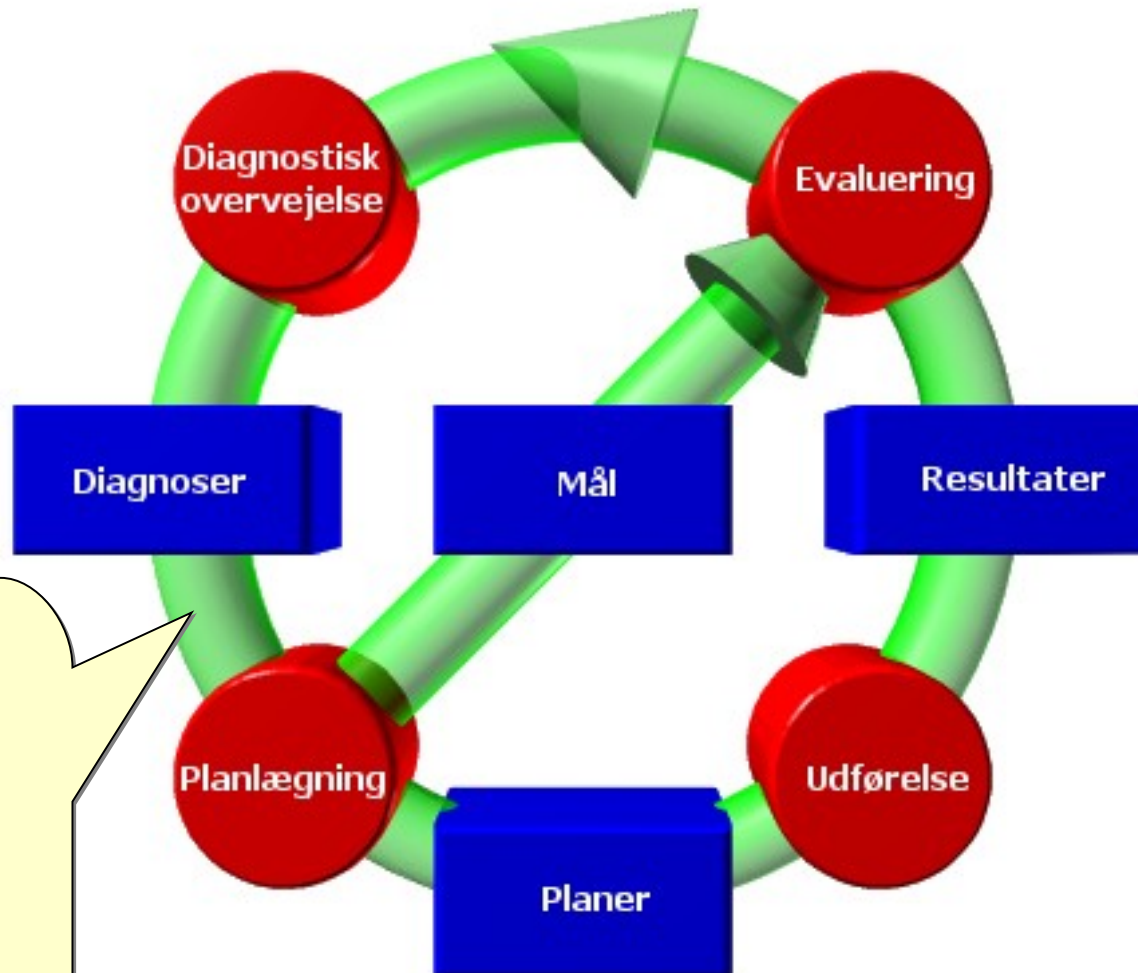 Diagnostisk
overvejelse
Evaluering
Diagnoser
Mål
Resultater
Planlægning
Udførelse
Planer